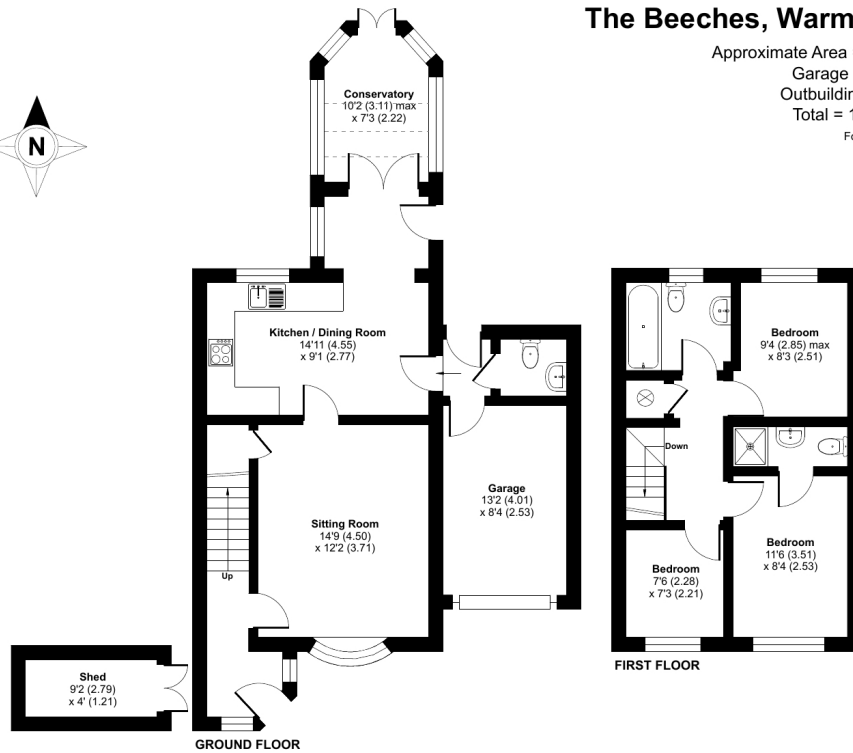 The Beeches, Warm
Approximate Area
Garage
Outbuildin
Total = 1
Fo
N
Conservatory
10'2 (3.11) max
x 7'3 (2.22)
Kitchen / Dining Room
14'11 (4.55)
x 9'1 (2.77)
Bedroom
9'4 (2.85) max
x 8'3 (2.51)
Down
Garage
13'2 (4.01)
x 8'4 (2.53)
Sitting Room
14'9 (4.50)
x 12'2 (3.71)
Up
Bedroom
11'6 (3.51)
x 8'4 (2.53)
Bedroom
7'6 (2.28)
x 7'3 (2.21)
FIRST FLOOR
Shed
9'2 (2.79)
x 4' (1.21)
GROUND FLOOR